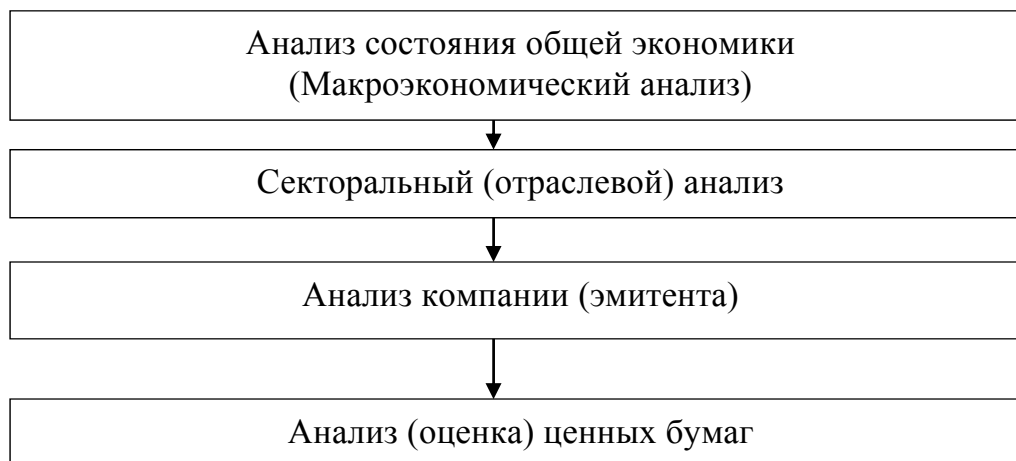 Анализ состояния общей экономики
(Макроэкономический анализ)
Секторальный (отраслевой) анализ
Анализ компании (эмитента)
Анализ (оценка) ценных бумаг